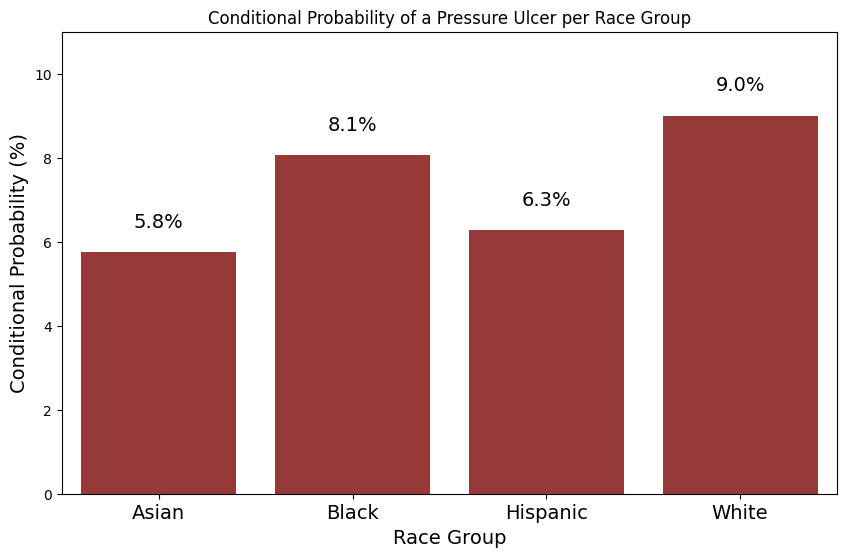 Conditional Probability of a Pressure Ulcer per Race Group
Conditional Probability (%)
10
8
6
4
2
0
5.8%
8.1%
6.3%
9.0%
Asian
Black
Hispanic
White
Race Group